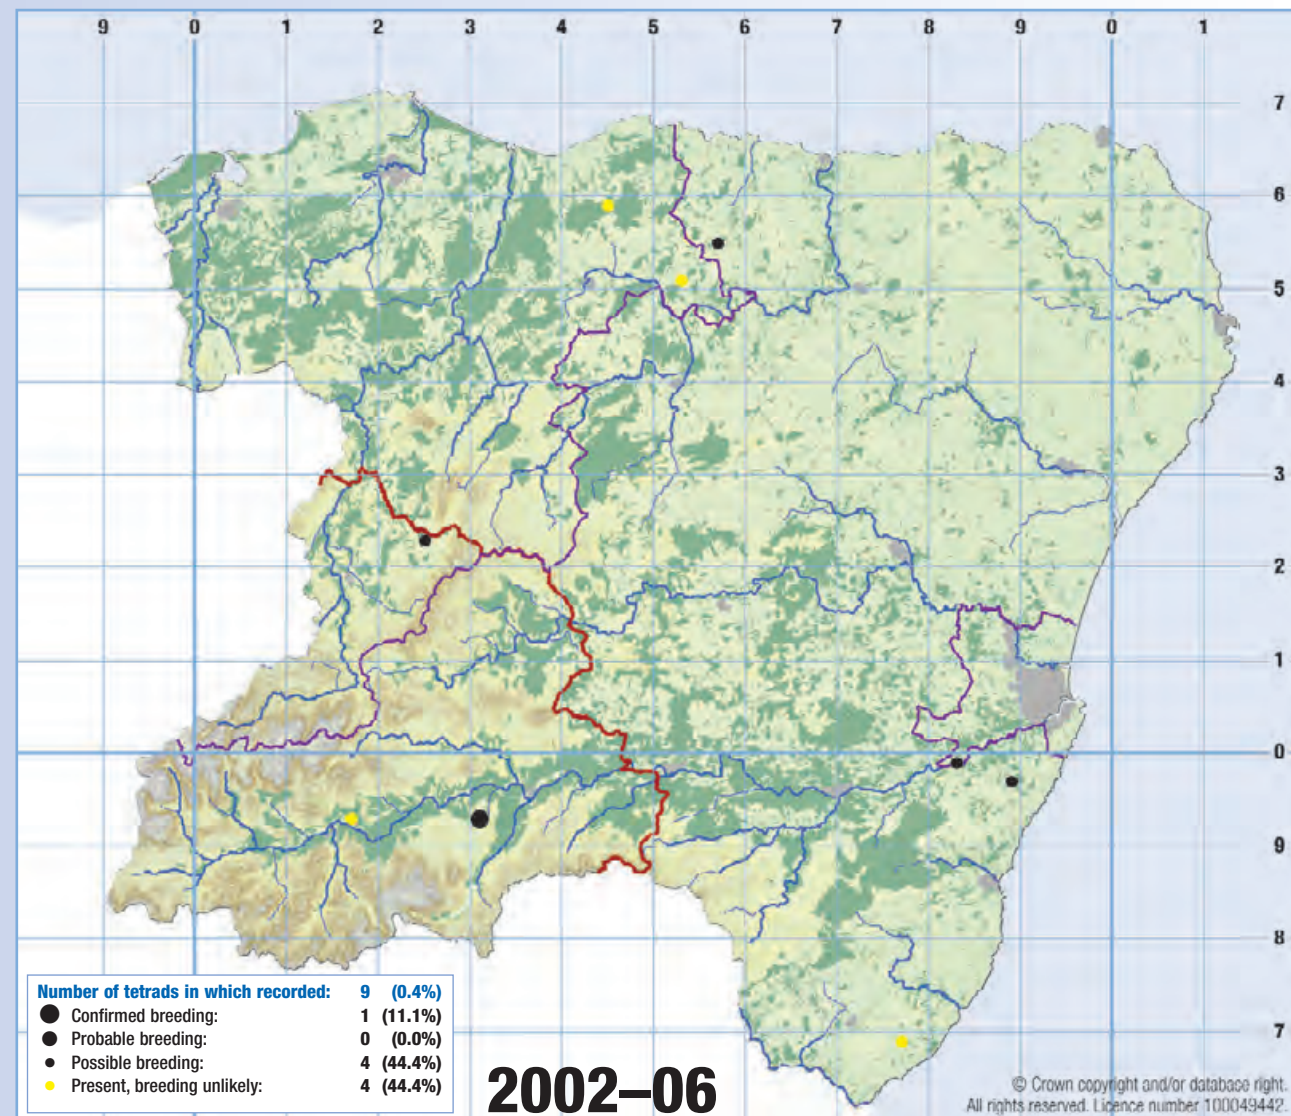 9 0 1 2 3 4 5 6 7 8 9 0 1
7
6
5
4
3
2
1
0
9
8
7
Number of tetrads in which recorded: 9 (0.4%)
Confirmed breeding: 1 (11.1%)
Probable breeding: 0 (0.0%)
Possible breeding: 4 (44.4%)
Present, breeding unlikely: 4 (44.4%)
2002–06
© Crown copyright and/or database right.
All rights reserved. Licence number 100049442.